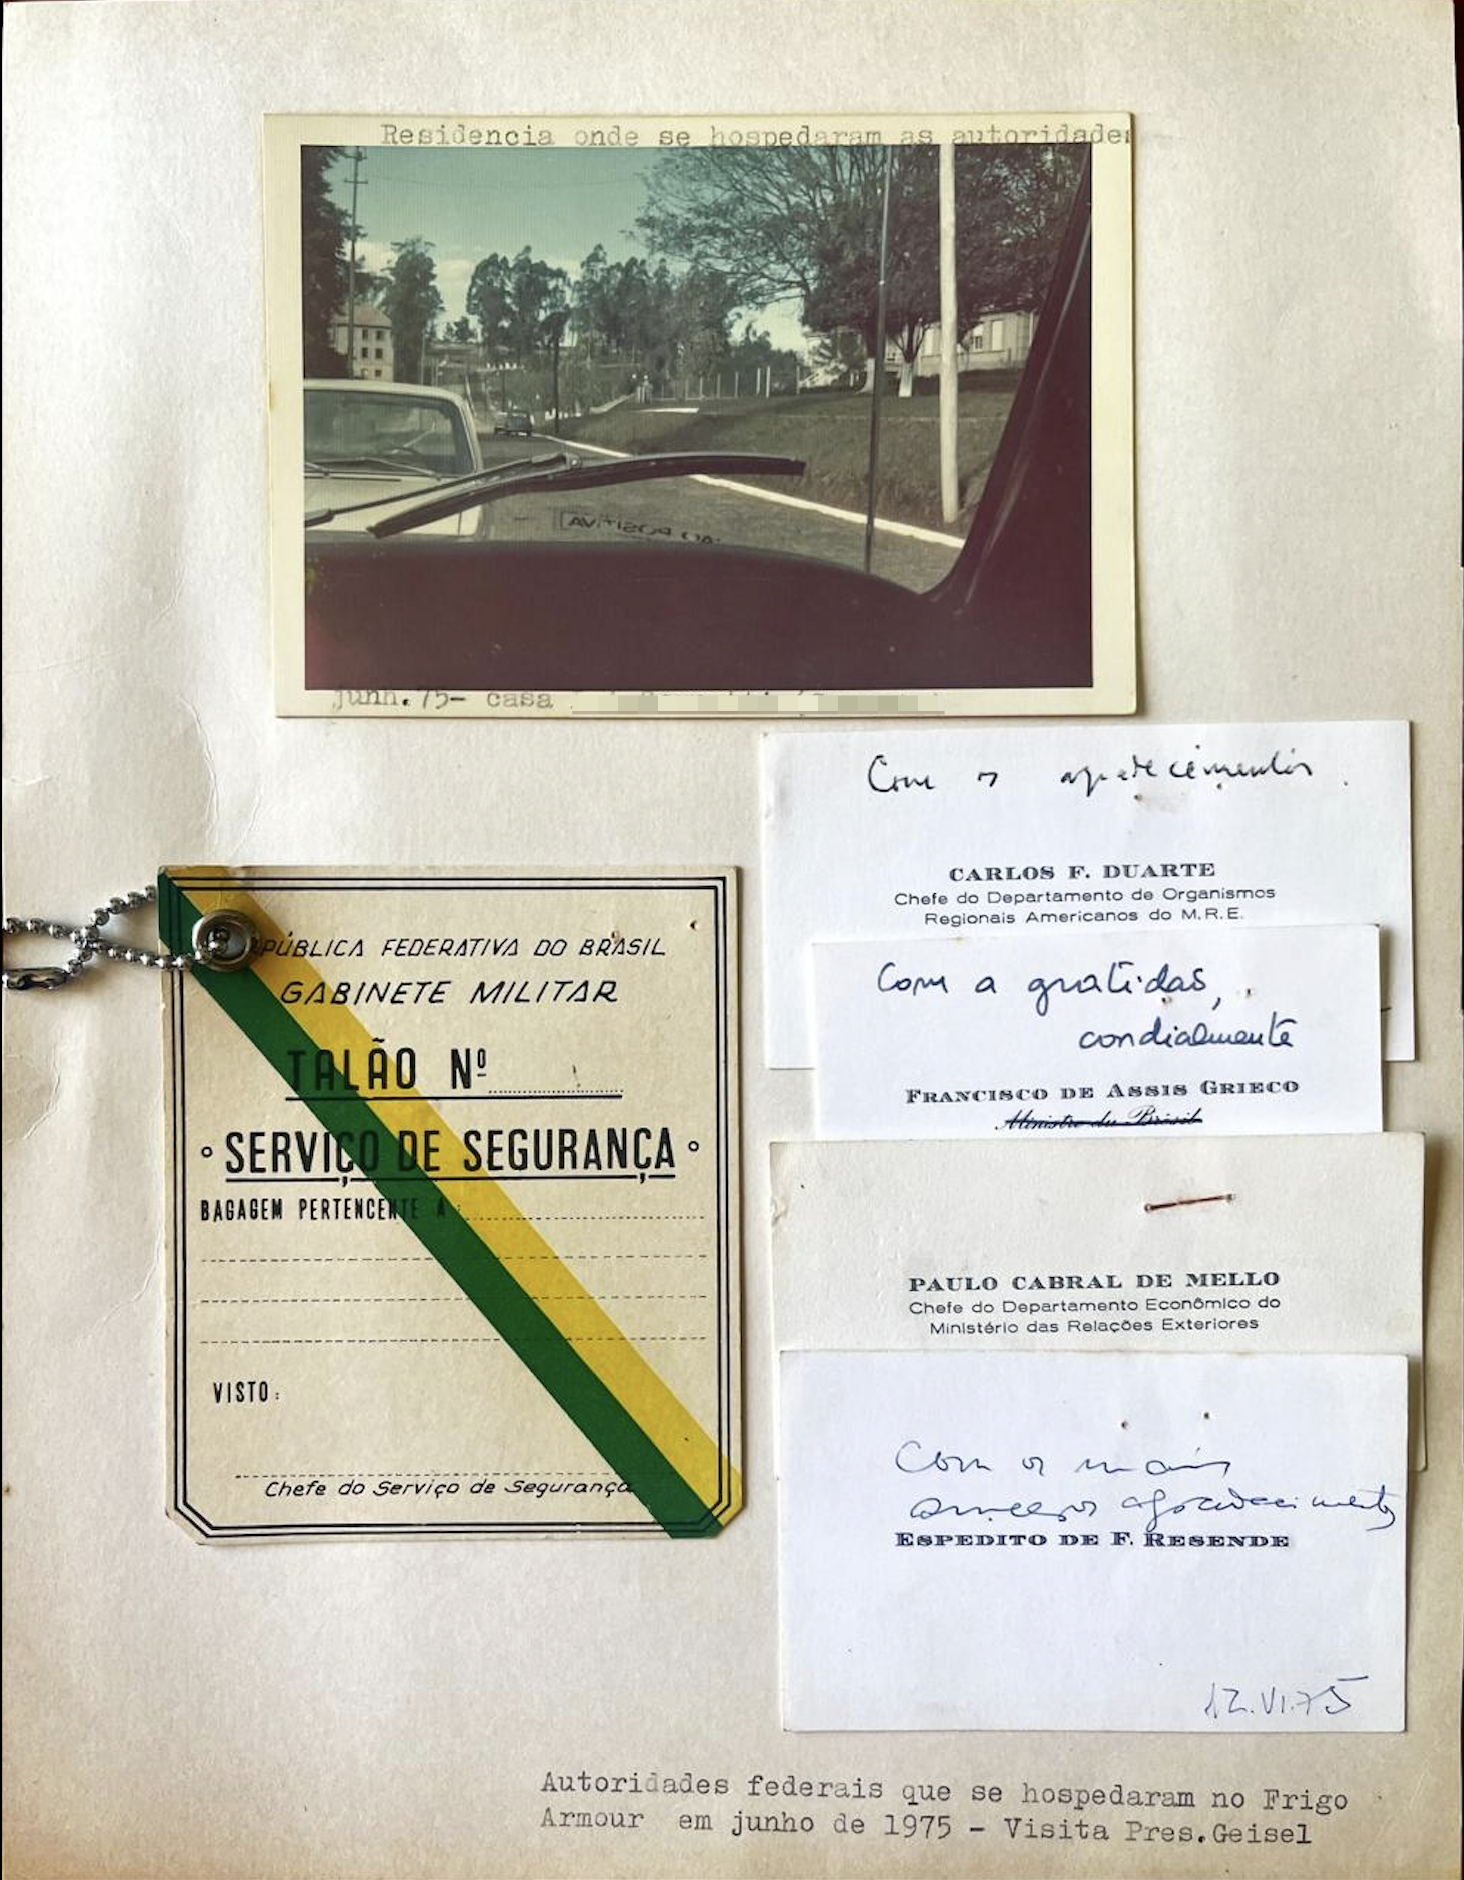 Residencia onde se hospedaram as autoridades
junh.75- casa
Com os agradecimentos.
CARLOS F. DUARTE
Chefe do Departamento de Organismos
Regionais Americanos do M.R.E.
Com a gratidão,
cordialmente
FRANCISCO DE ASSIS GRIECO
Ministro do Brasil
PAULO CABRAL DE MELLO
Chefe do Departamento Econômico do
Ministério das Relações Exteriores
Com os mais
sinceros agradecimentos
ESPEDITO DE F. RESENDE
12.VI.75
REPÚBLICA FEDERATIVA DO BRASIL
GABINETE MILITAR
TALÃO Nº
SERVIÇO DE SEGURANÇA
BAGAGEM PERTENCENTE A:
VISTO:
Chefe do Serviço de Segurança
Autoridades federais que se hospedaram no Frigo
Armour em junho de 1975 - Visita Pres.Geisel